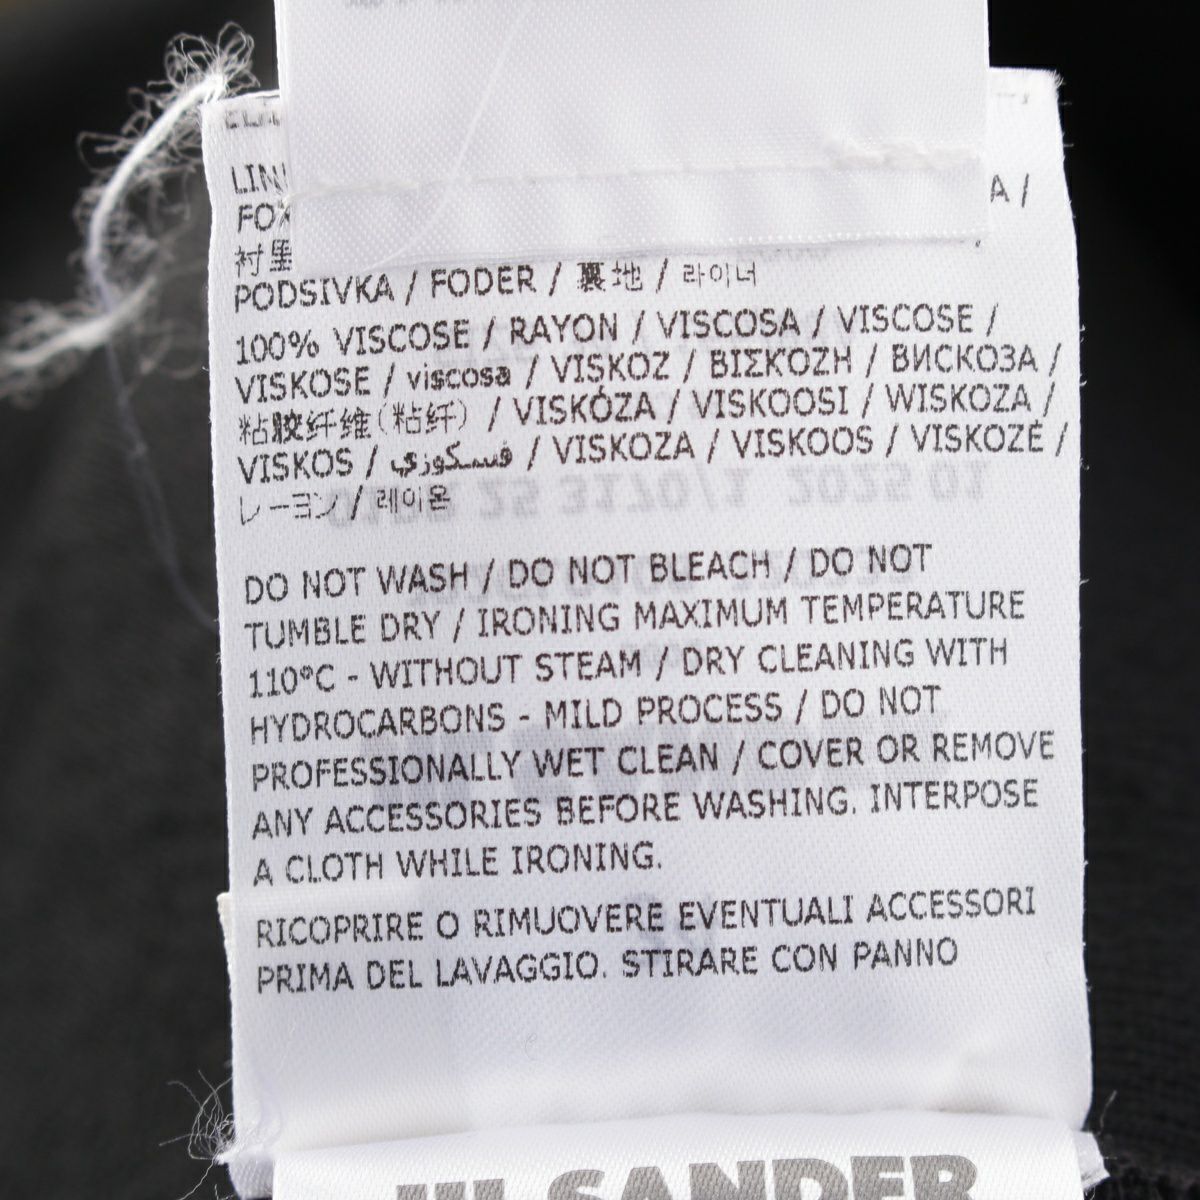 LIN
FOX A /
衬里
PODSIVKA / FODER / 裏地 / 라이너
100% VISCOSE / RAYON / VISCOSA / VISCOSE /
VISKOSE / viscosa / VISKOZ / ΒΙΣΚΟΖΗ / ВИСКОЗА /
粘胶纤维(粘纤) / VISKÓZA / VISKOOSI / WISKOZA /
VISKOS / فسكوزي / VISKOZA / VISKOOS / VISKOZE /
レーヨン / 레이온
DO NOT WASH / DO NOT BLEACH / DO NOT
TUMBLE DRY / IRONING MAXIMUM TEMPERATURE
110°C - WITHOUT STEAM / DRY CLEANING WITH
HYDROCARBONS - MILD PROCESS / DO NOT
PROFESSIONALLY WET CLEAN / COVER OR REMOVE
ANY ACCESSORIES BEFORE WASHING. INTERPOSE
A CLOTH WHILE IRONING.
RICOPRIRE O RIMUOVERE EVENTUALI ACCESSORI
PRIMA DEL LAVAGGIO. STIRARE CON PANNO
JIL SANDER